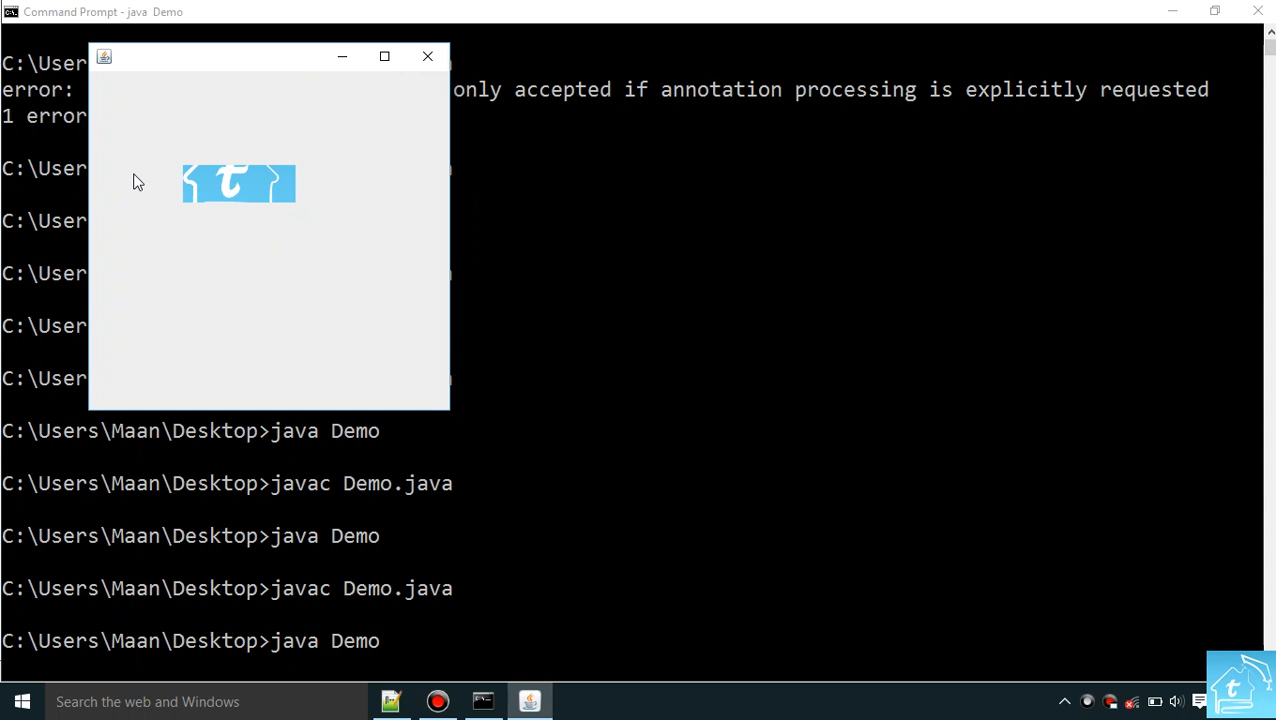 Command Prompt - java Demo
C:\User
error: only accepted if annotation processing is explicitly requested
1 error
C:\User
t
C:\User
C:\User
C:\User
C:\User
C:\Users\Maan\Desktop>java Demo
C:\Users\Maan\Desktop>javac Demo.java
C:\Users\Maan\Desktop>java Demo
C:\Users\Maan\Desktop>javac Demo.java
C:\Users\Maan\Desktop>java Demo
Search the web and Windows
t